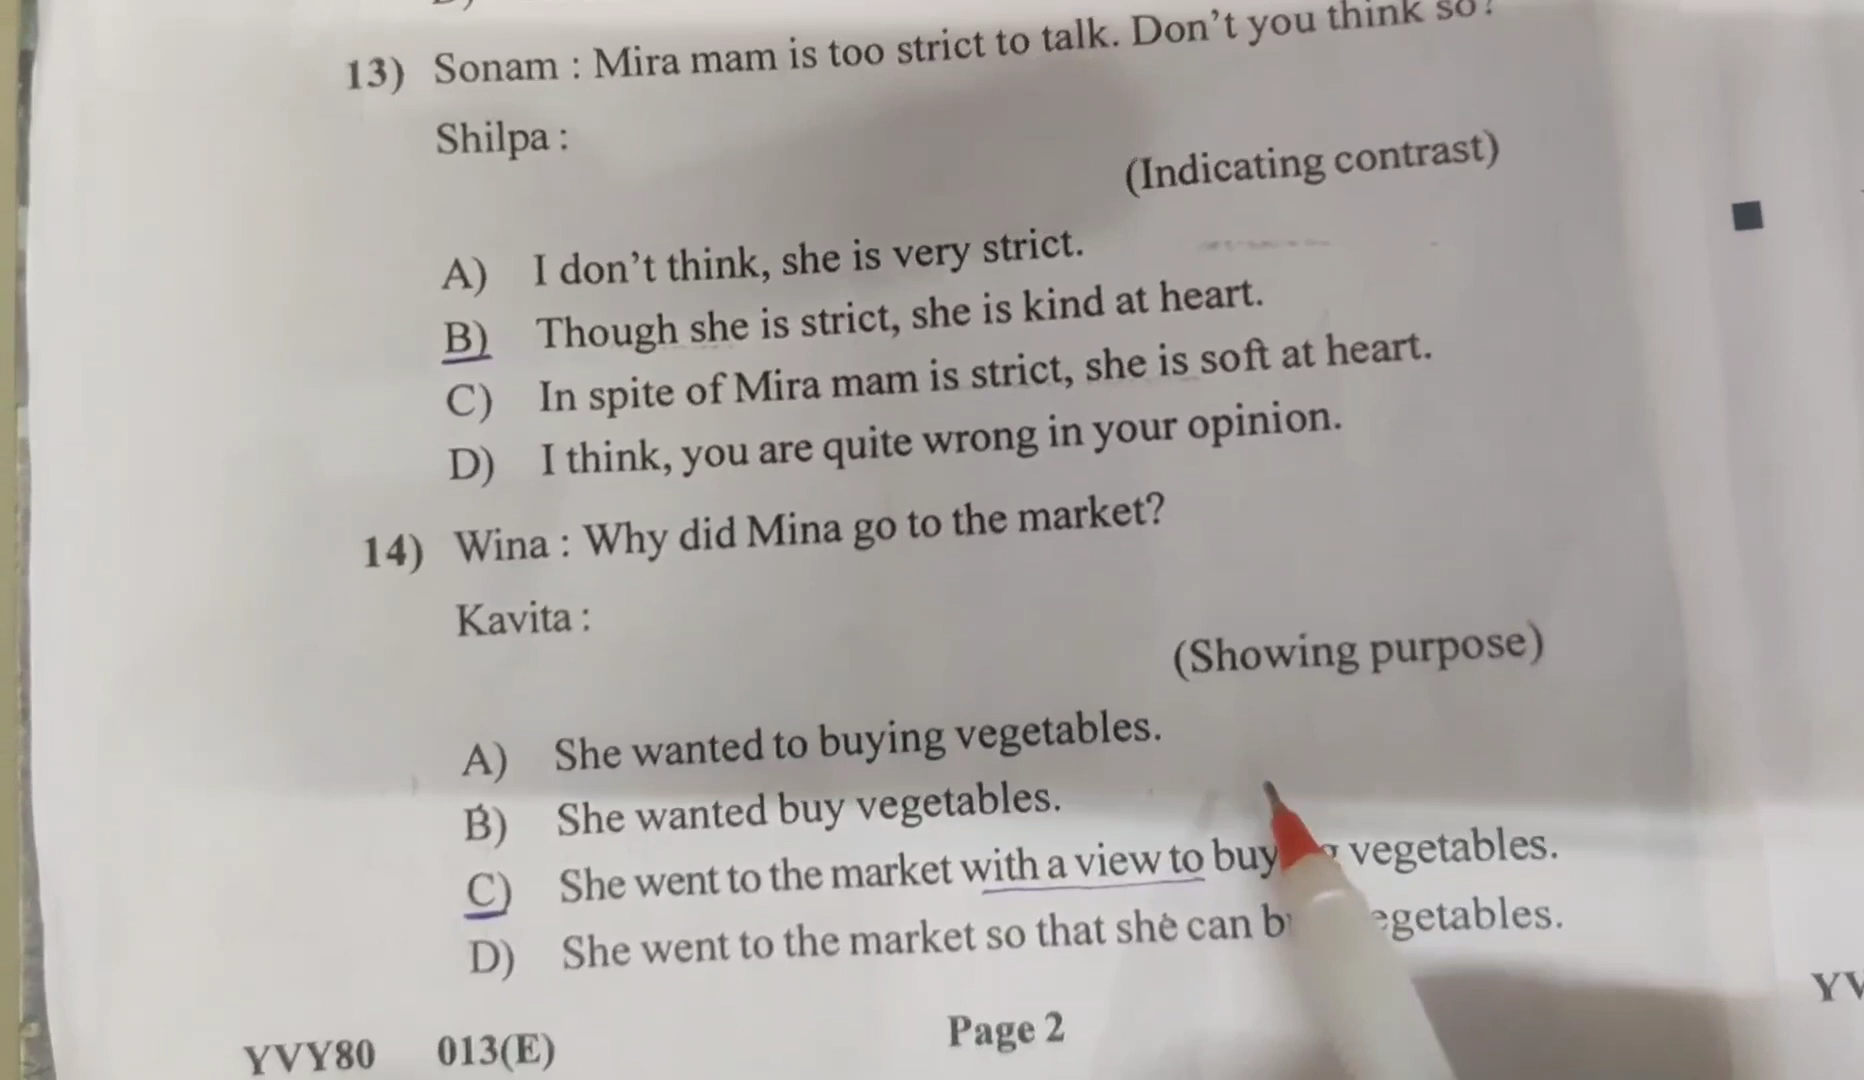 13) Sonam : Mira mam is too strict to talk. Don't you think so?
Shilpa :
(Indicating contrast)
A) I don't think, she is very strict.
B) Though she is strict, she is kind at heart.
C) In spite of Mira mam is strict, she is soft at heart.
D) I think, you are quite wrong in your opinion.
14) Wina : Why did Mina go to the market?
Kavita :
(Showing purpose)
A) She wanted to buying vegetables.
B) She wanted buy vegetables.
C) She went to the market with a view to vegetables.
D) She went to the market so that she can
YVY80 013(E) Page 2